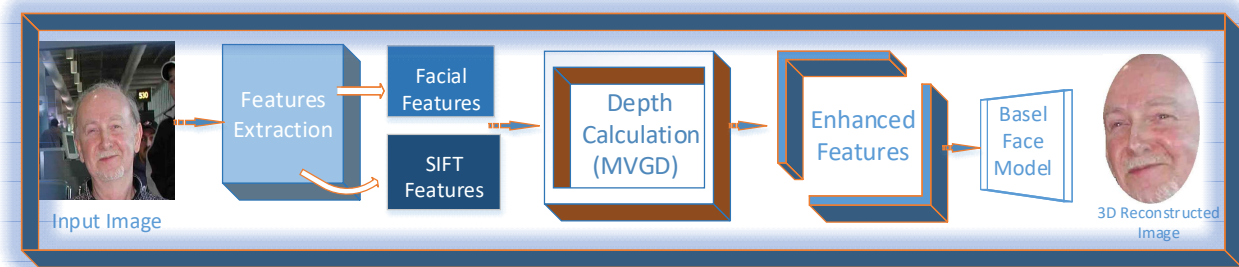 Input Image
Features
Extraction
Facial
Features
SIFT
Features
Depth
Calculation
(MVGD)
Enhanced
Features
Basel
Face
Model
3D Reconstructed
Image
530